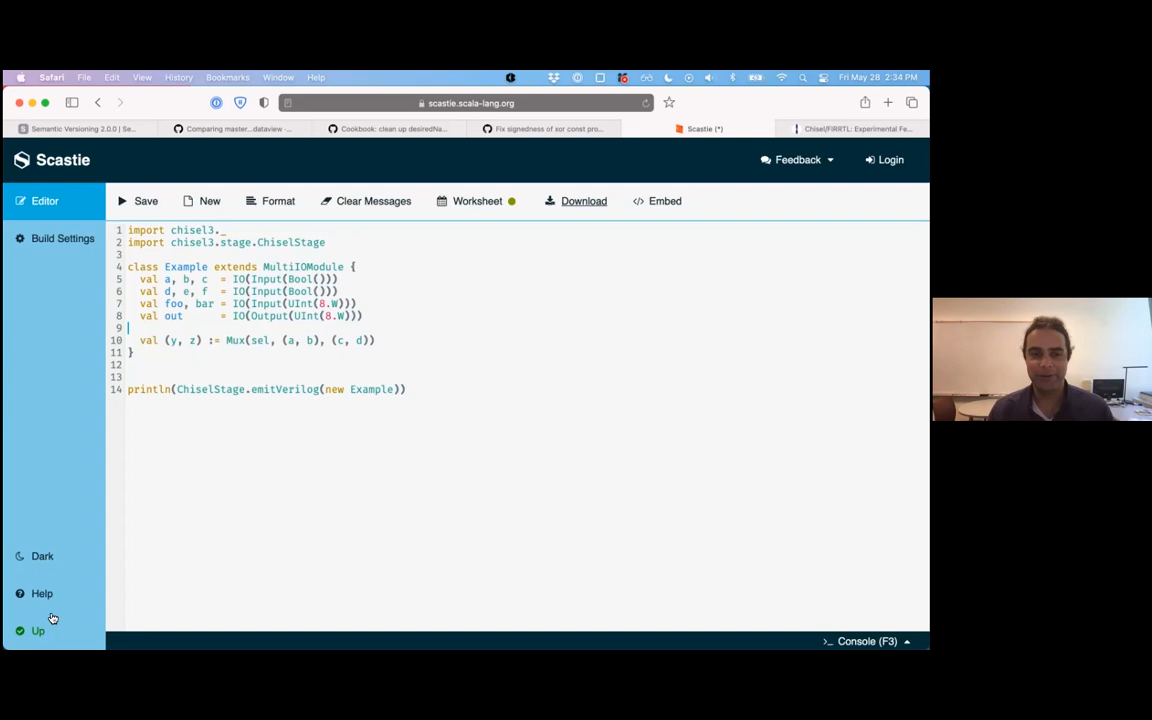 Safari File Edit View History Bookmarks Window Help Fri May 28 2:34 PM
scastie.scala-lang.org
Semantic Versioning 2.0.0 | Se... Comparing master...dataview -... Cookbook: clean up desiredNa... Fix signedness of xor const pro... Scastie (*) Chisel/FIRRTL: Experimental Fe...
Scastie Feedback Login
Editor Save New Format Clear Messages Worksheet Download Embed
Build Settings
1 import chisel3._
2 import chisel3.stage.ChiselStage
3
4 class Example extends MultiIOModule {
5 val a, b, c = IO(Input(Bool()))
6 val d, e, f = IO(Input(Bool()))
7 val foo, bar = IO(Input(UInt(8.W)))
8 val out = IO(Output(UInt(8.W)))
9
10 val (y, z) := Mux(sel, (a, b), (c, d))
11 }
12
13
14 println(ChiselStage.emitVerilog(new Example))
Dark
Help
Up
>_ Console (F3)